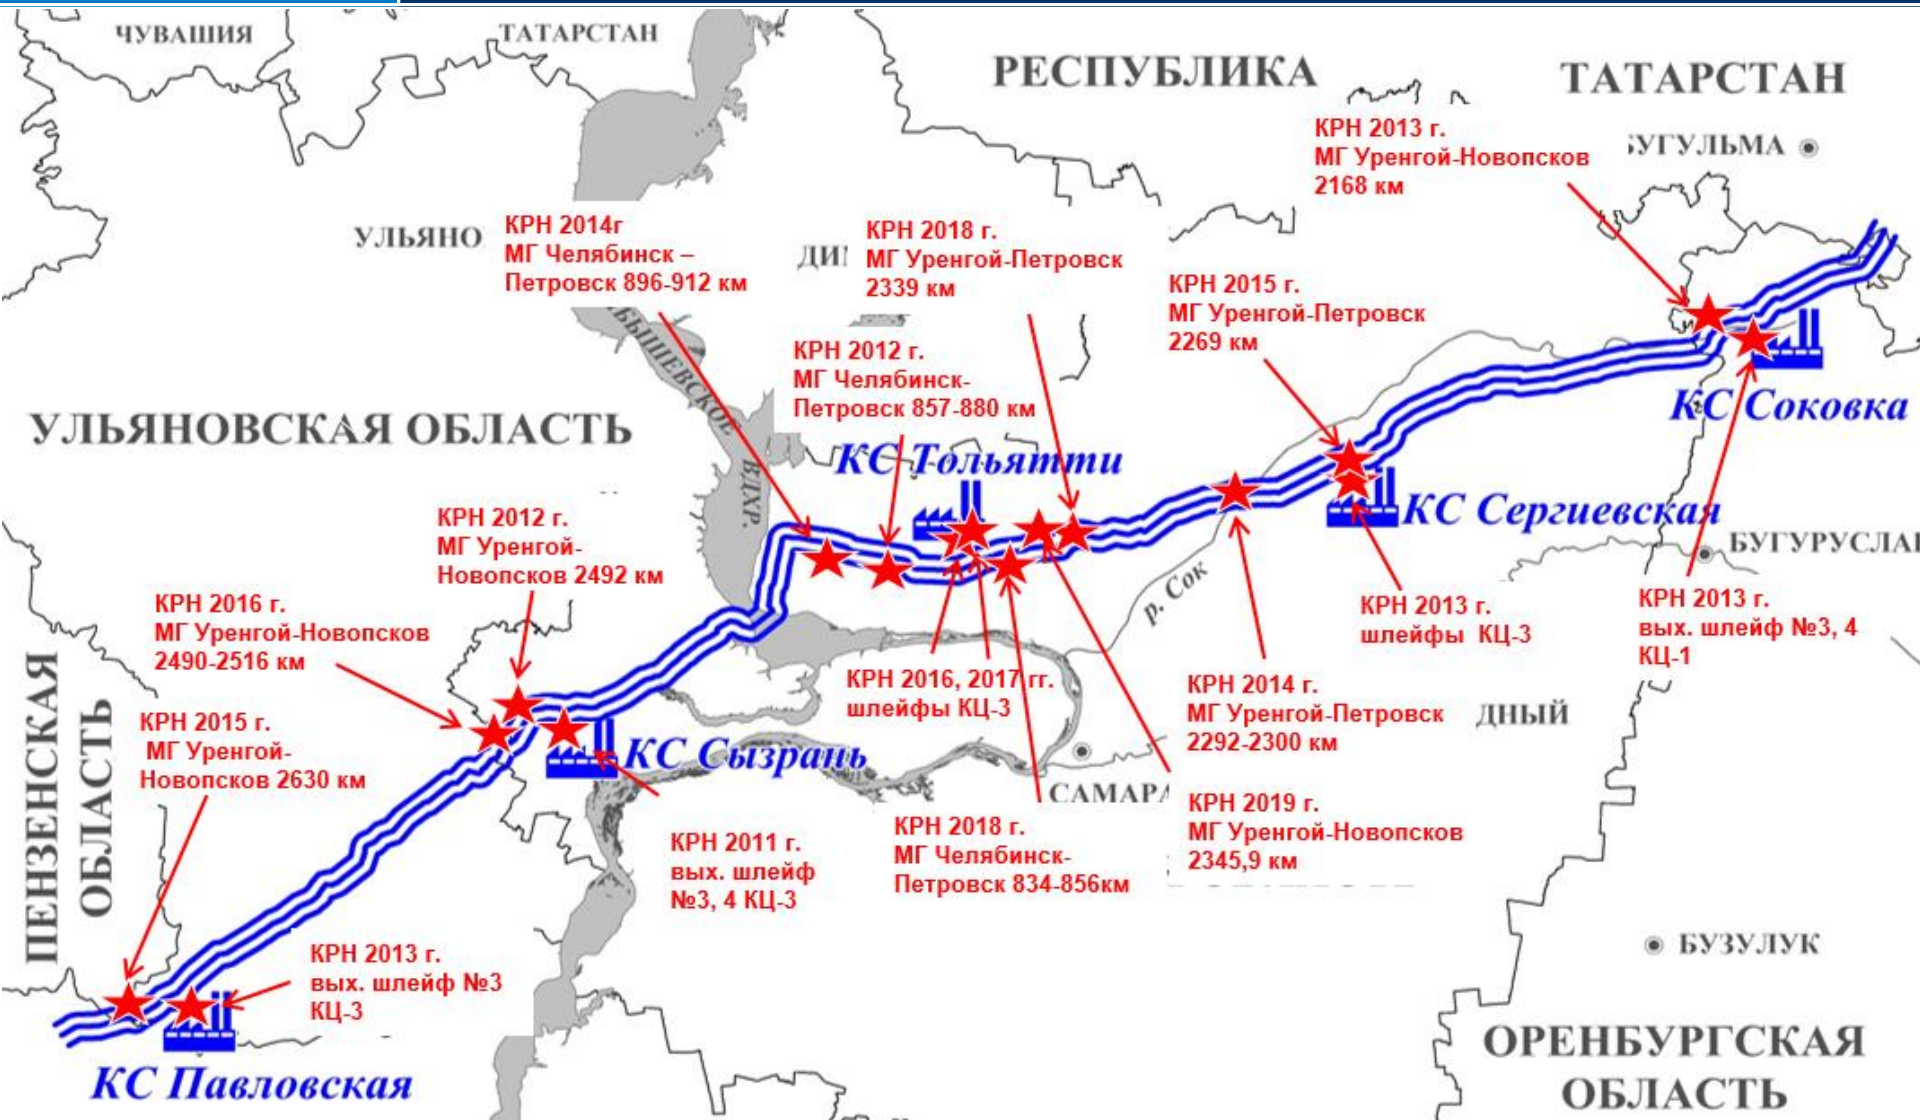 ЧУВАШИЯ
ТАТАРСТАН
РЕСПУБЛИКА
ТАТАРСТАН
КРН 2013 г.
МГ Уренгой-Новопсков
2168 км
БУГУЛЬМА
УЛЬЯНО
КРН 2014г
МГ Челябинск –
Петровск 896-912 км
ДИ
КРН 2018 г.
МГ Уренгой-Петровск
2339 км
КРН 2015 г.
МГ Уренгой-Петровск
2269 км
КРН 2012 г.
МГ Челябинск-
Петровск 857-880 км
БЫШЕВСКОЕ
ВДХР.
УЛЬЯНОВСКАЯ ОБЛАСТЬ
КС Соковка
КС Тольятти
КС Сергиевская
КРН 2012 г.
МГ Уренгой-
Новопсков 2492 км
БУГУРУСЛАН
р. Сок
КРН 2016 г.
МГ Уренгой-Новопсков
2490-2516 км
КРН 2013 г.
шлейфы КЦ-3
КРН 2013 г.
вых. шлейф №3, 4
КЦ-1
КРН 2016, 2017 гг.
шлейфы КЦ-3
КРН 2014 г.
МГ Уренгой-Петровск
2292-2300 км
ДНЫЙ
ПЕНЗЕНСКАЯ
ОБЛАСТЬ
КРН 2015 г.
МГ Уренгой-
Новопсков 2630 км
КС Сызрань
САМАРА
КРН 2019 г.
МГ Уренгой-Новопсков
2345,9 км
КРН 2011 г.
вых. шлейф
№3, 4 КЦ-3
КРН 2018 г.
МГ Челябинск-
Петровск 834-856км
КРН 2013 г.
вых. шлейф №3
КЦ-3
БУЗУЛУК
ОРЕНБУРГСКАЯ
ОБЛАСТЬ
КС Павловская